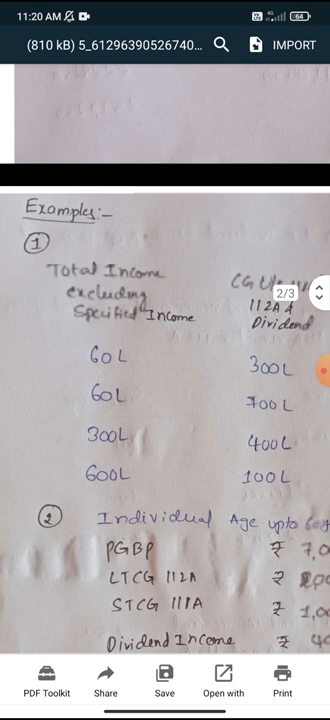 11:20 AM
64
(810 kB) 5_61296390526740... IMPORT
Examples:-
①
Total Income
excluding
Specified Income
CG U/s
112A &
Dividend
2/3
60L 300L
60L 700L
300L 400L
600L 100L
② Individual Age upto
PGBP ₹ 7,0
LTCG 112A ₹
STCG 111A ₹ 1,0
Dividend Income ₹ 40
PDF Toolkit Share Save Open with Print